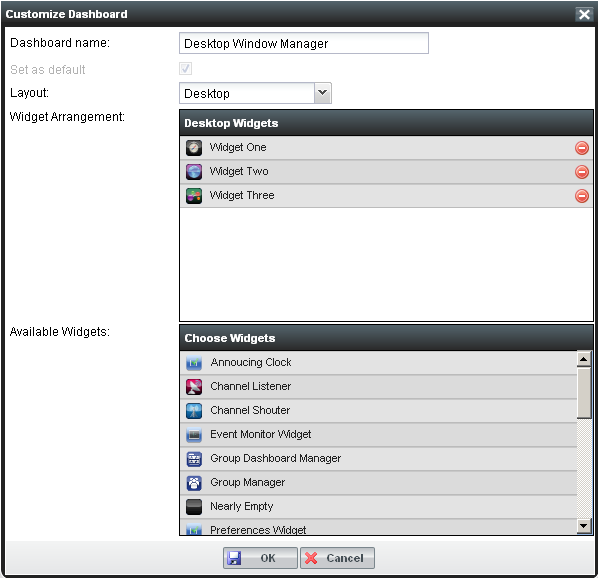 Customize Dashboard
Dashboard name:
Desktop Window Manager
Set as default
Layout:
Desktop
Widget Arrangement:
Desktop Widgets
Widget One
Widget Two
Widget Three
Available Widgets:
Choose Widgets
Annoucing Clock
Channel Listener
Channel Shouter
Event Monitor Widget
Group Dashboard Manager
Group Manager
Nearly Empty
Preferences Widget
OK
Cancel